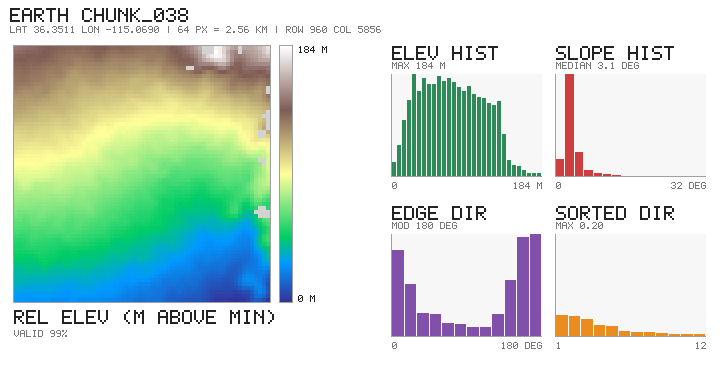 EARTH CHUNK_038
LAT 36.3511 LON -115.0690 | 64 PX = 2.56 KM | ROW 960 COL 5856
184 M
0 M
REL ELEV (M ABOVE MIN)
VALID 99%
ELEV HIST
MAX 184 M
0 184 M
SLOPE HIST
MEDIAN 3.1 DEG
0 32 DEG
EDGE DIR
MOD 180 DEG
0 180 DEG
SORTED DIR
MAX 0.20
1 12